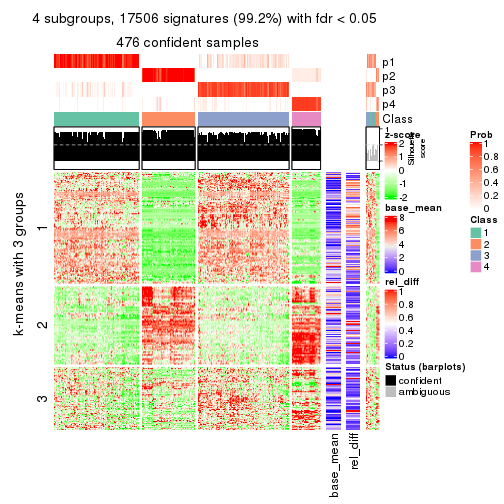 4 subgroups, 17506 signatures (99.2%) with fdr < 0.05
476 confident samples
p1
p2
p3
p4
Class
1
Silhouette
score
k-means with 3 groups
1
2
3
base_mean
rel_diff
z-score
2
1
0
-1
-2
base_mean
8
6
4
2
0
rel_diff
1
0.8
0.6
0.4
0.2
0
Status (barplots)
confident
ambiguous
Prob
1
0.8
0.6
0.4
0.2
0
Class
1
2
3
4